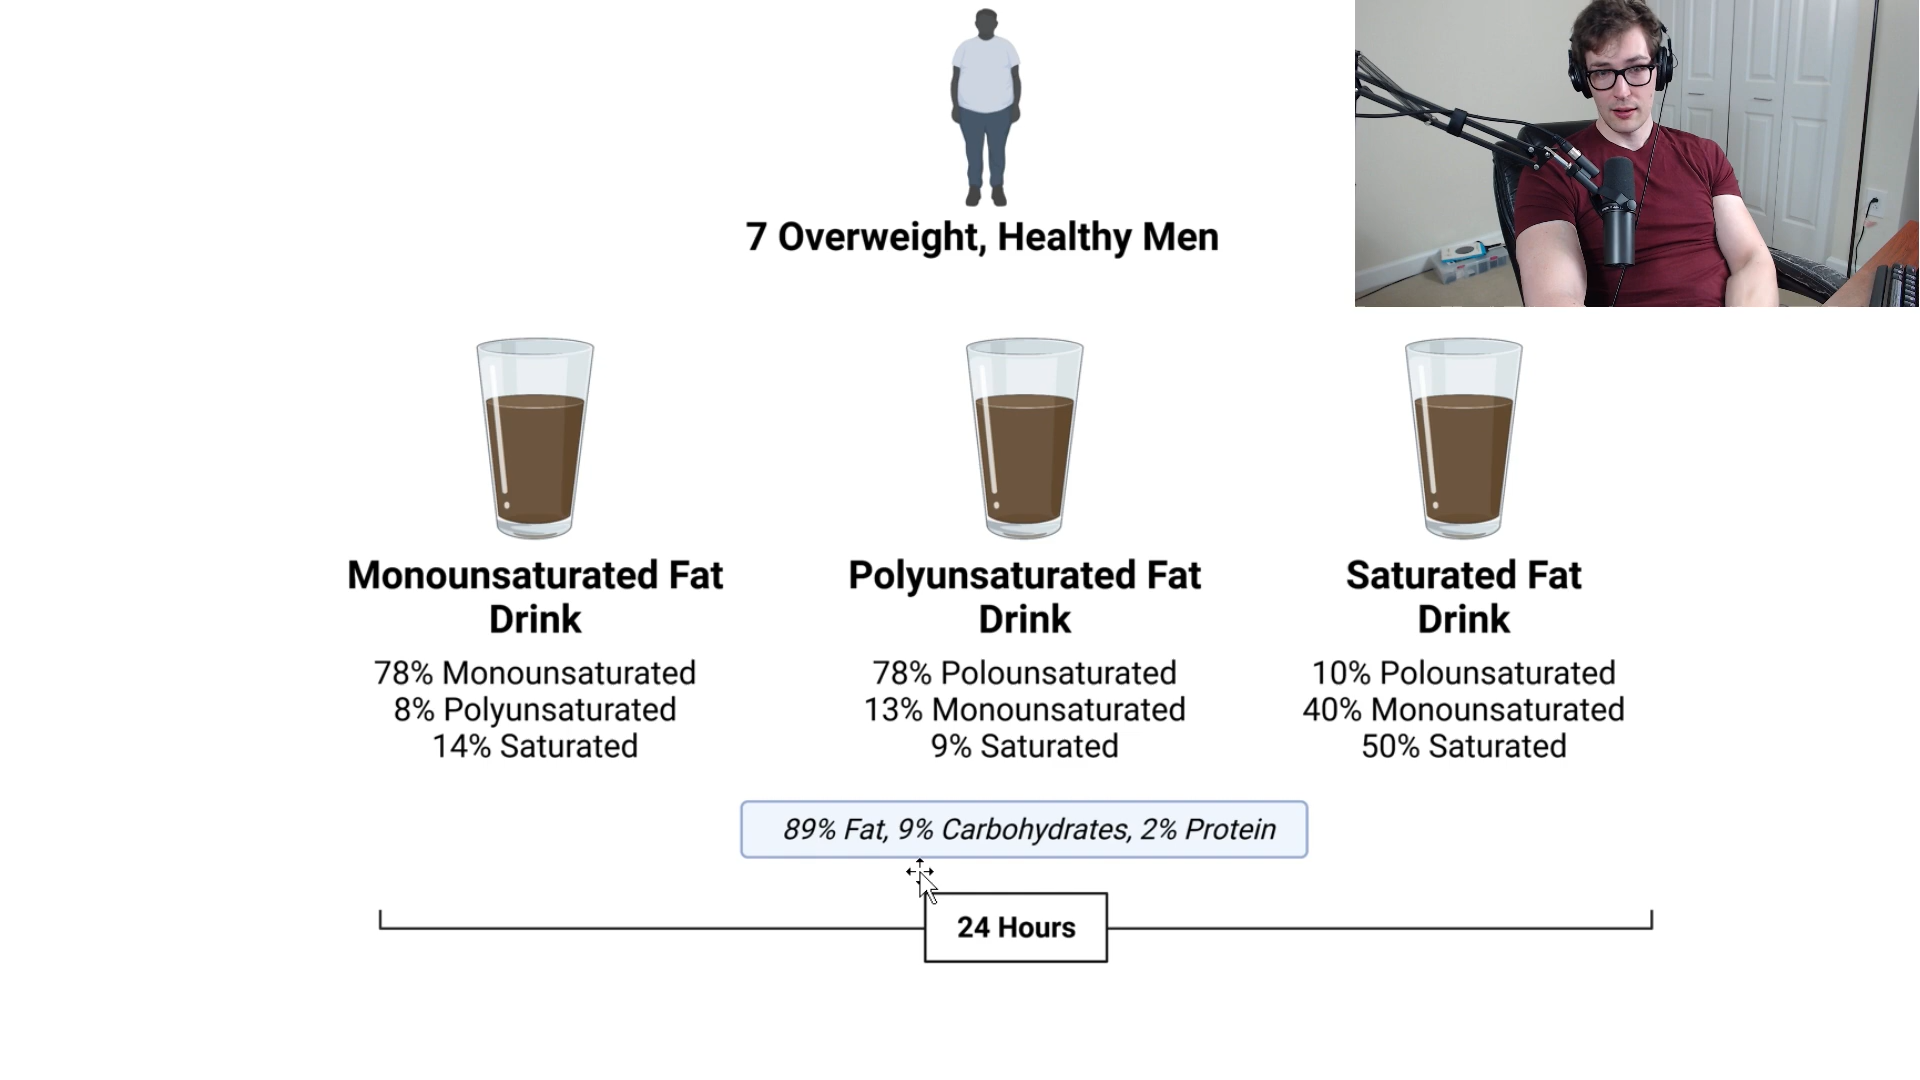 7 Overweight, Healthy Men
Monounsaturated Fat
Drink
78% Monounsaturated
8% Polyunsaturated
14% Saturated
Polyunsaturated Fat
Drink
78% Polounsaturated
13% Monounsaturated
9% Saturated
Saturated Fat
Drink
10% Polounsaturated
40% Monounsaturated
50% Saturated
89% Fat, 9% Carbohydrates, 2% Protein
24 Hours